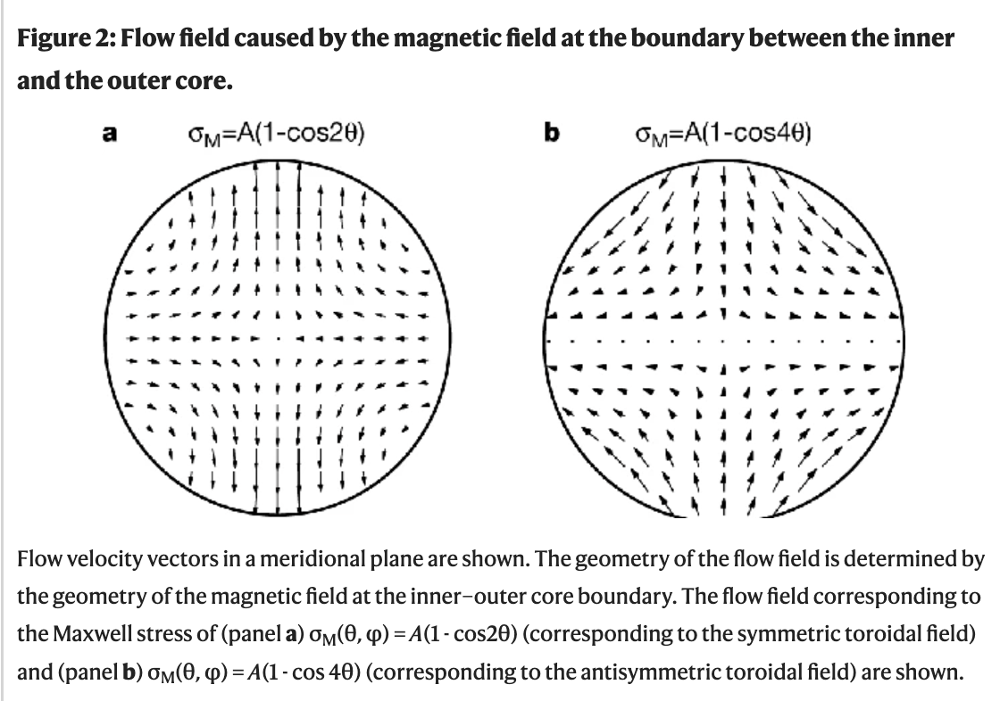 Figure 2: Flow field caused by the magnetic field at the boundary between the inner
and the outer core.
a σM=A(1-cos2θ) b σM=A(1-cos4θ)
Flow velocity vectors in a meridional plane are shown. The geometry of the flow field is determined by
the geometry of the magnetic field at the inner–outer core boundary. The flow field corresponding to
the Maxwell stress of (panel a) σM(θ, φ) = A(1 - cos2θ) (corresponding to the symmetric toroidal field)
and (panel b) σM(θ, φ) = A(1 - cos 4θ) (corresponding to the antisymmetric toroidal field) are shown.